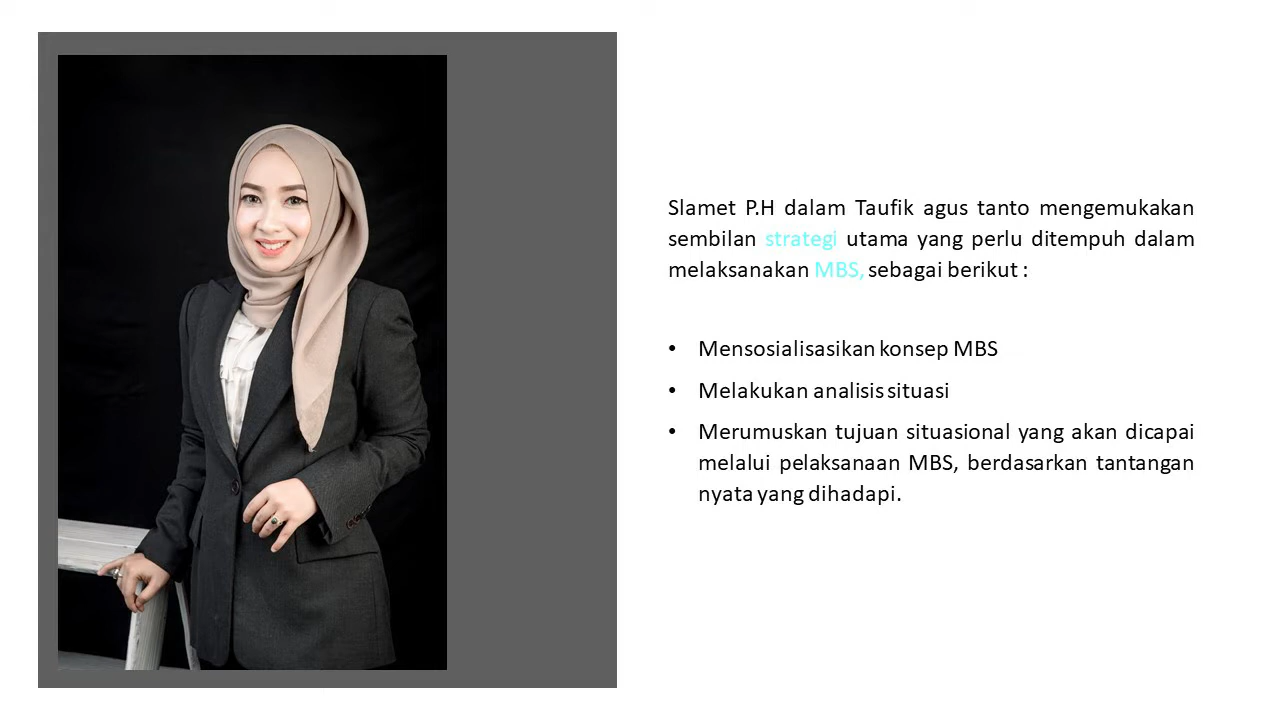 Slamet P.H dalam Taufik agus tanto mengemukakan
sembilan strategi utama yang perlu ditempuh dalam
melaksanakan MBS, sebagai berikut :
• Mensosialisasikan konsep MBS
• Melakukan analisis situasi
• Merumuskan tujuan situasional yang akan dicapai
melalui pelaksanaan MBS, berdasarkan tantangan
nyata yang dihadapi.